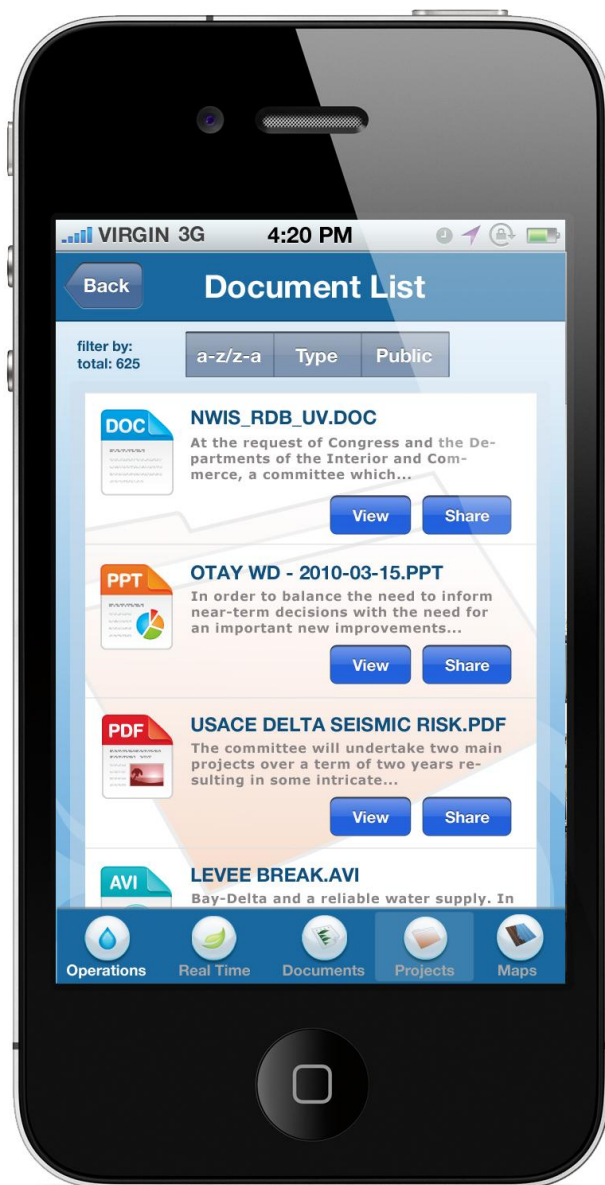 VIRGIN 3G 4:20 PM
Back Document List
filter by:
total: 625
a-z/z-a Type Public
DOC
NWIS_RDB_UV.DOC
At the request of Congress and the De-
partments of the Interior and Com-
merce, a committee which...
View Share
PPT
OTAY WD - 2010-03-15.PPT
In order to balance the need to inform
near-term decisions with the need for
an important new improvements...
View Share
PDF
USACE DELTA SEISMIC RISK.PDF
The committee will undertake two main
projects over a term of two years re-
sulting in some intricate...
View Share
AVI
LEVEE BREAK.AVI
Bay-Delta and a reliable water supply. In
Operations Real Time Documents Projects Maps